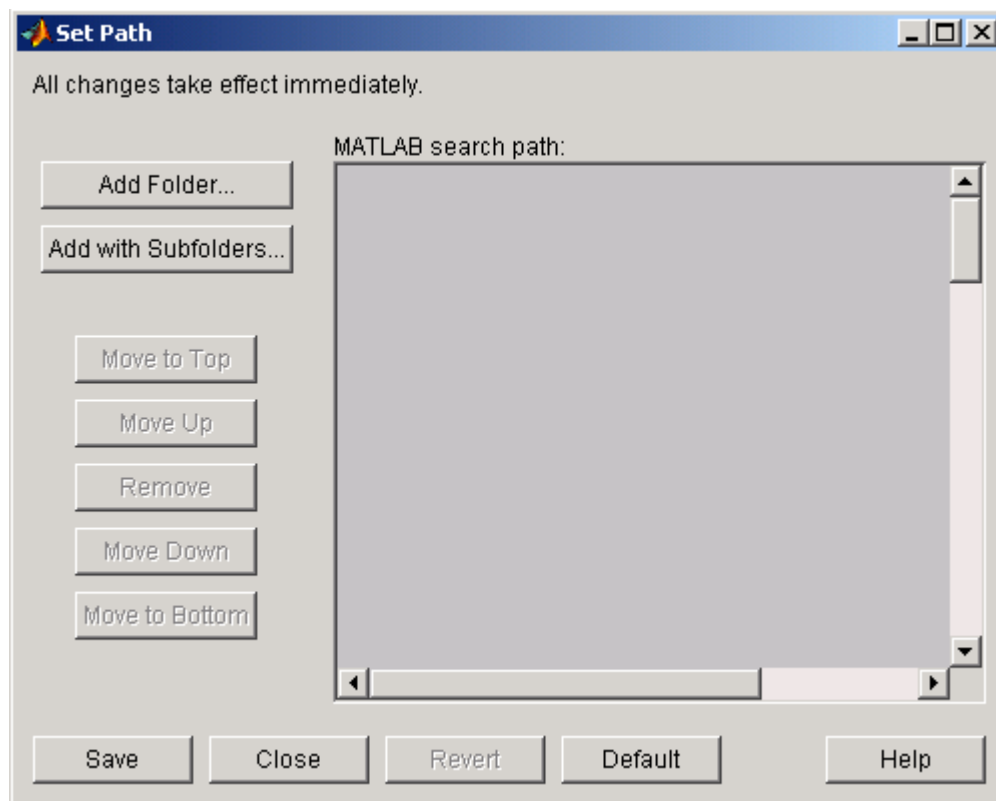 Set Path
All changes take effect immediately.
MATLAB search path:
Add Folder...
Add with Subfolders...
Move to Top
Move Up
Remove
Move Down
Move to Bottom
Save Close Revert Default Help